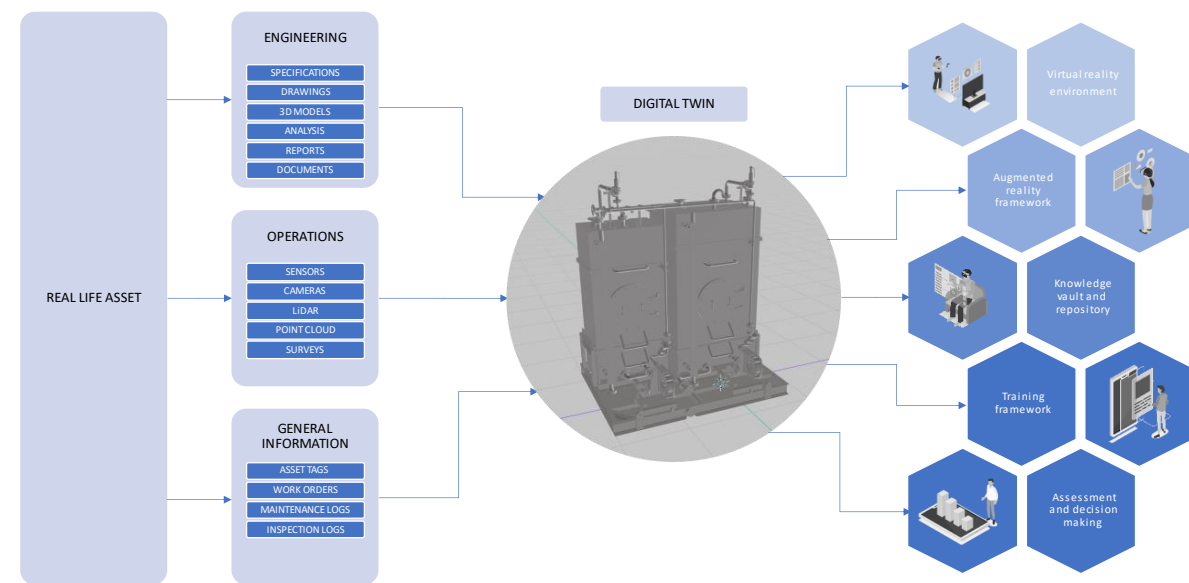 REAL LIFE ASSET
ENGINEERING
SPECIFICATIONS
DRAWINGS
3D MODELS
ANALYSIS
REPORTS
DOCUMENTS
OPERATIONS
SENSORS
CAMERAS
LiDAR
POINT CLOUD
SURVEYS
GENERAL
INFORMATION
ASSET TAGS
WORK ORDERS
MAINTENANCE LOGS
INSPECTION LOGS
DIGITAL TWIN
Virtual reality
environment
Augmented
reality
framework
Knowledge
vault and
repository
Training
framework
Assessment
and decision
making